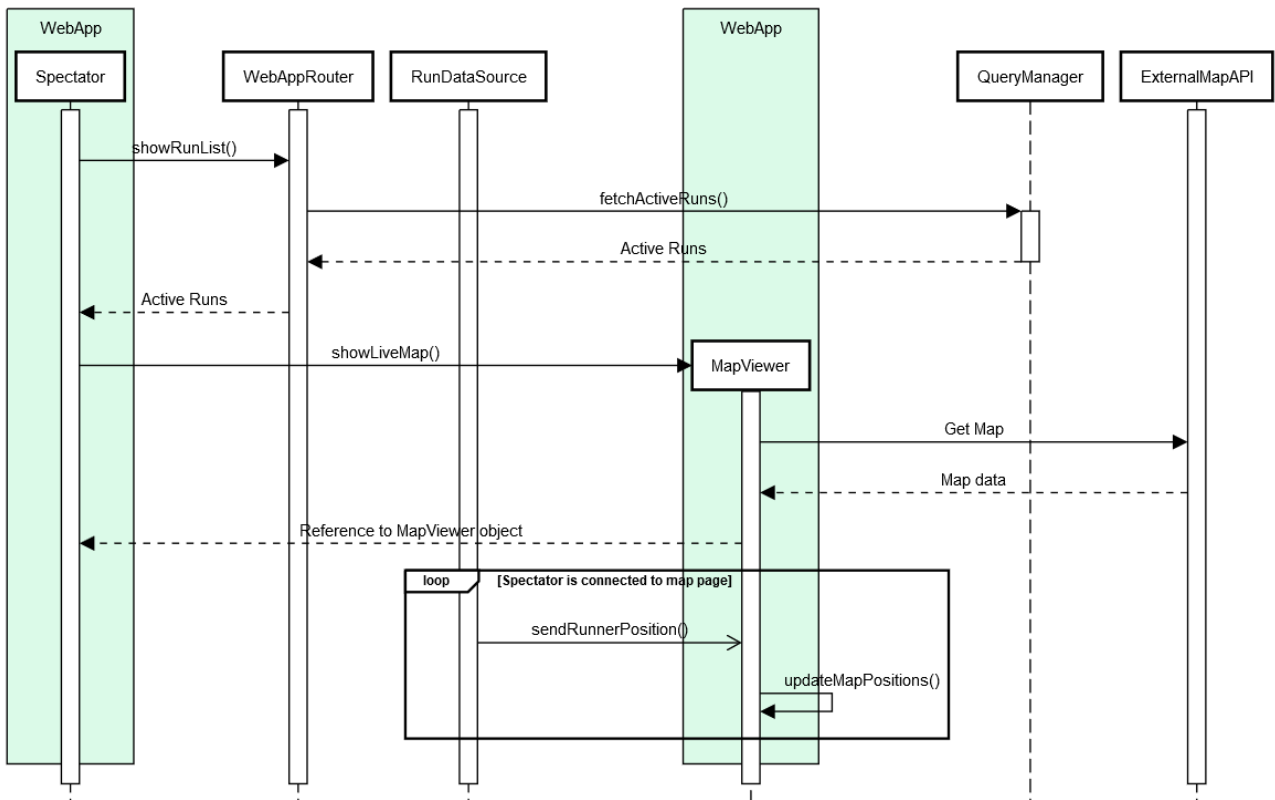 WebApp
WebApp
Spectator
WebAppRouter
RunDataSource
QueryManager
ExternalMapAPI
showRunList()
fetchActiveRuns()
Active Runs
Active Runs
showLiveMap()
MapViewer
Get Map
Map data
Reference to MapViewer object
loop
[Spectator is connected to map page]
sendRunnerPosition()
updateMapPositions()